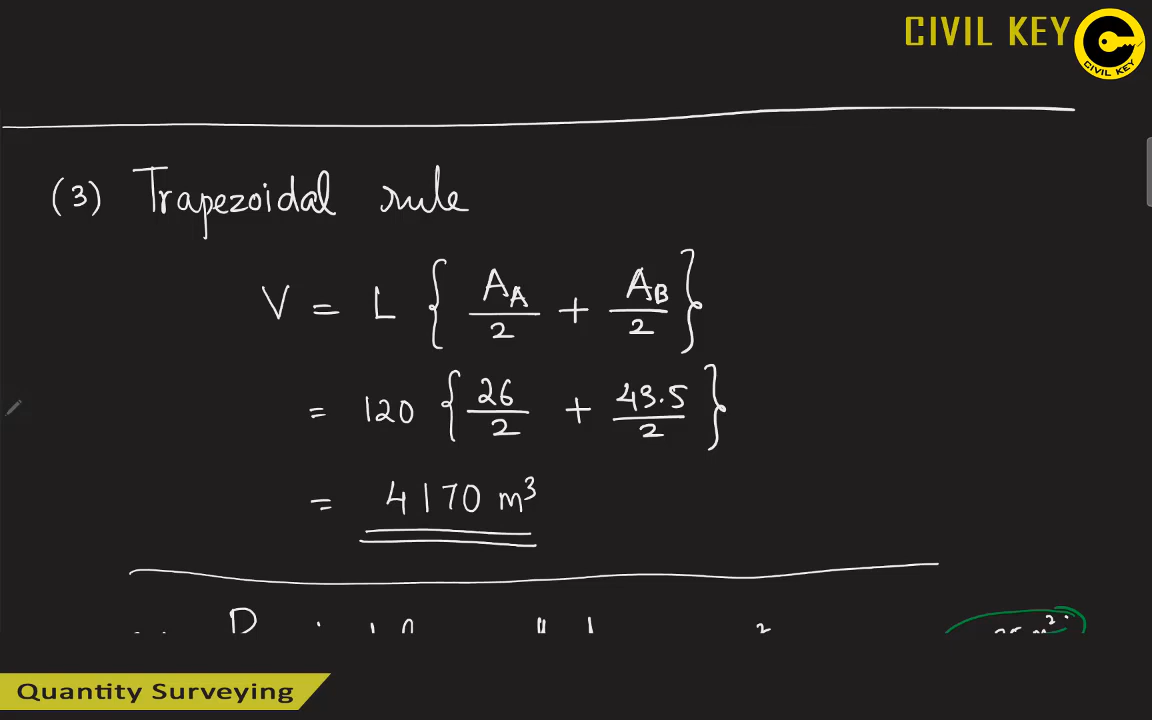 CIVIL KEY
CIVIL KEY
(3) Trapezoidal rule
V = L { A_A/2 + A_B/2 }
= 120 { 26/2 + 43.5/2 }
= 4170 m³
Quantity Surveying